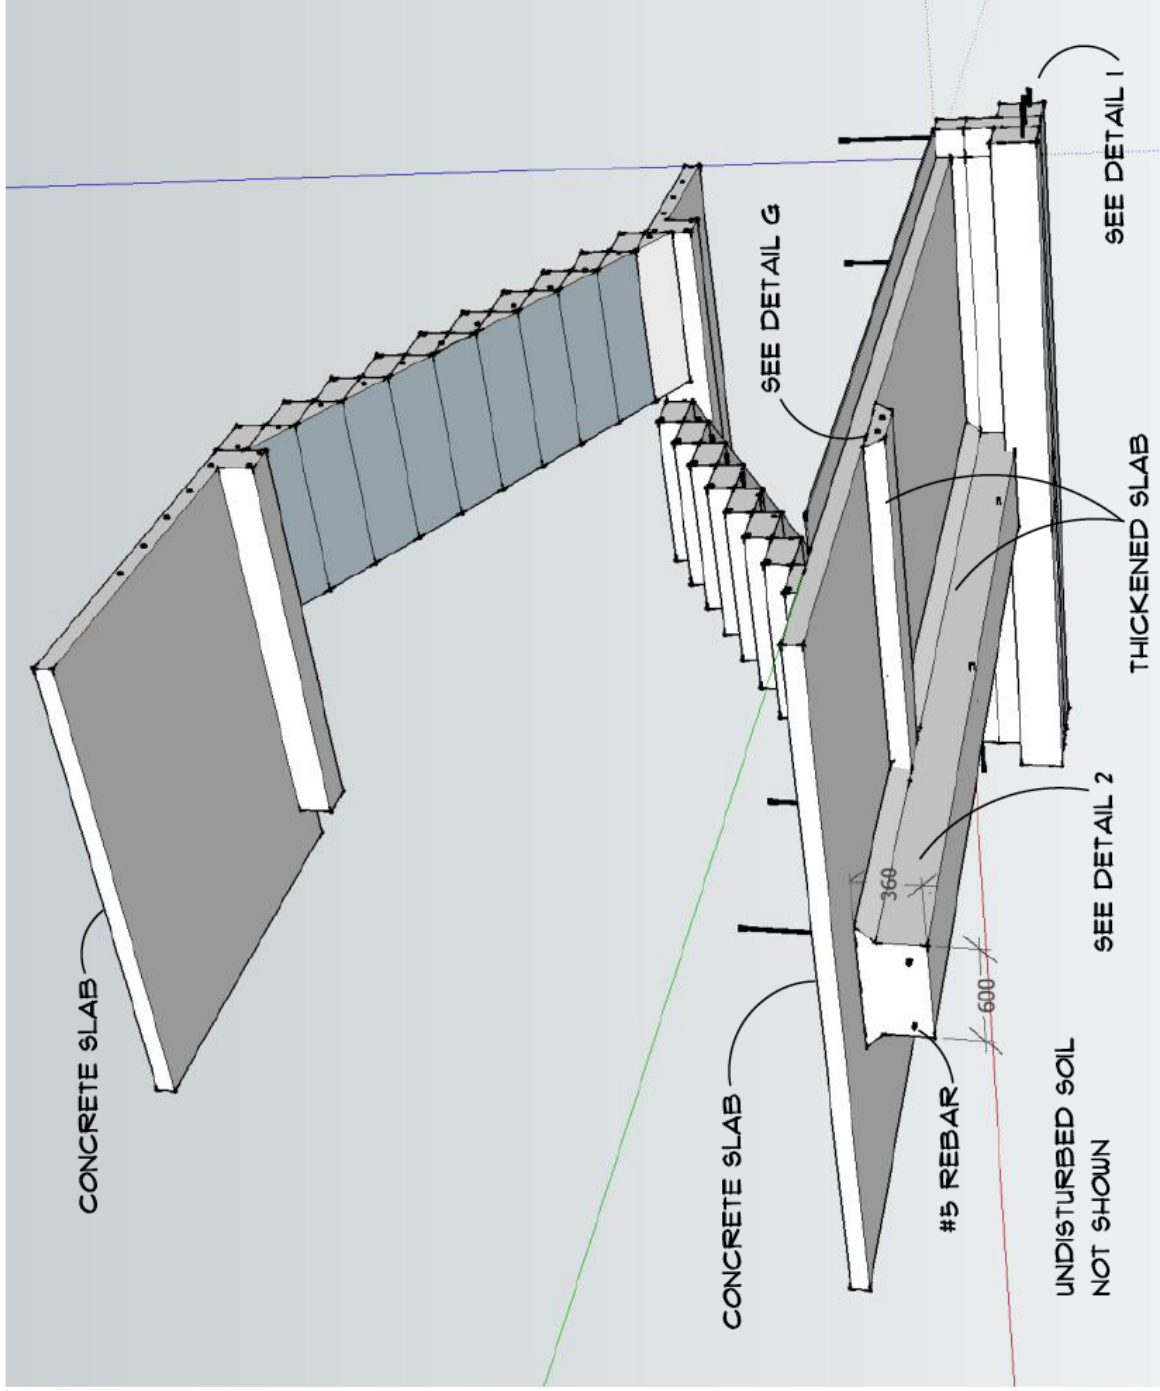 CONCRETE SLAB
CONCRETE SLAB
SEE DETAIL G
#5 REBAR
360
600
UNDISTURBED SOIL
NOT SHOWN
SEE DETAIL 2
THICKENED SLAB
SEE DETAIL 1